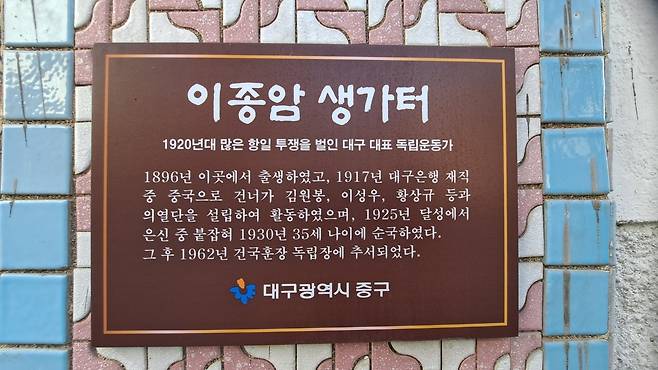 이종암 생가터
1920년대 많은 항일 투쟁을 벌인 대구 대표 독립운동가
1896년 이곳에서 출생하였고, 1917년 대구은행 재직
중 중국으로 건너가 김원봉, 이성우, 황상규 등과
의열단을 설립하여 활동하였으며, 1925년 달성에서
은신 중 붙잡혀 1930년 35세 나이에 순국하였다.
그 후 1962년 건국훈장 독립장에 추서되었다.
대구광역시 중구